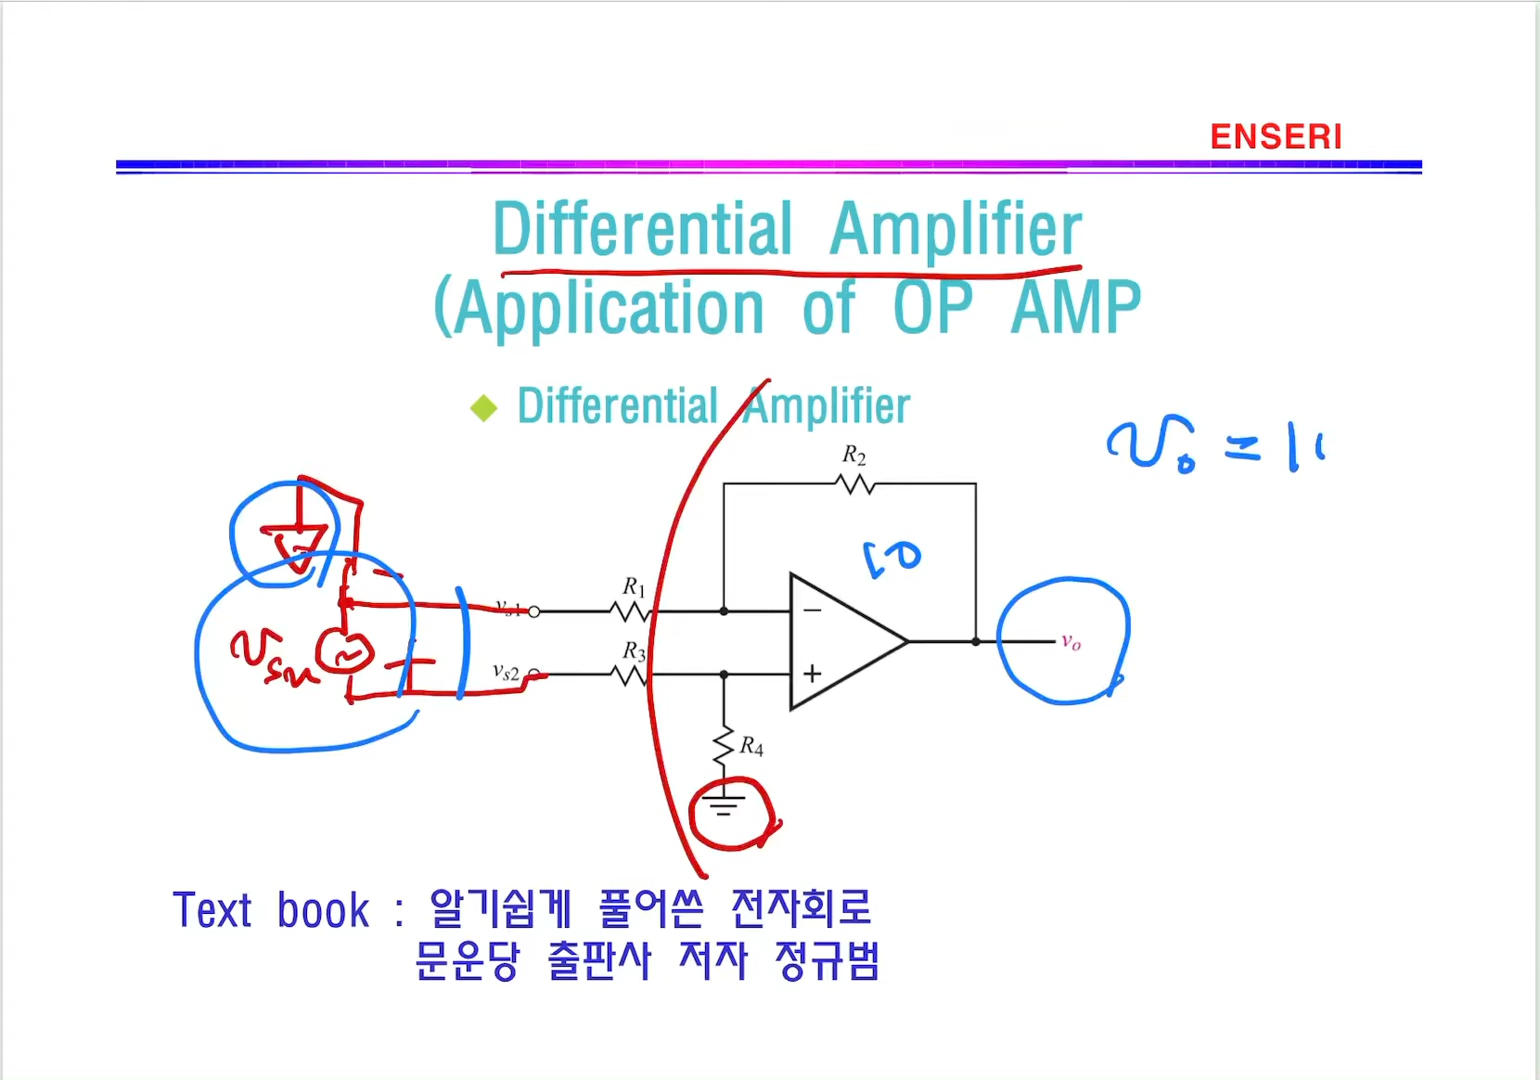 ENSERI
Differential Amplifier
(Application of OP AMP
Differential Amplifier
R2
10
R1
R3
vs2
R4
vo
Text book : 알기쉽게 풀어쓴 전자회로
문운당 출판사 저자 정규범